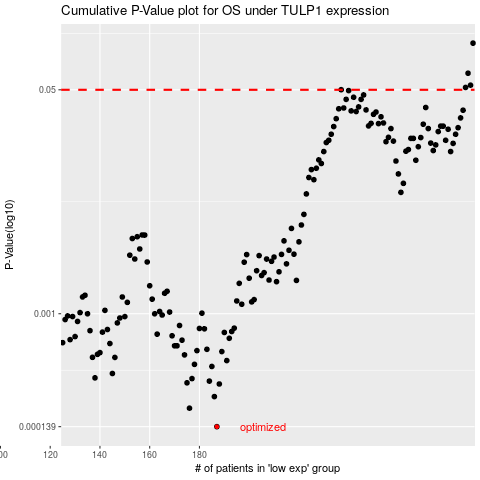 Cumulative P-Value plot for OS under TULP1 expression
P-Value(log10)
0.05
0.001
0.000139
optimized
00 120 140 160 180
# of patients in 'low exp' group